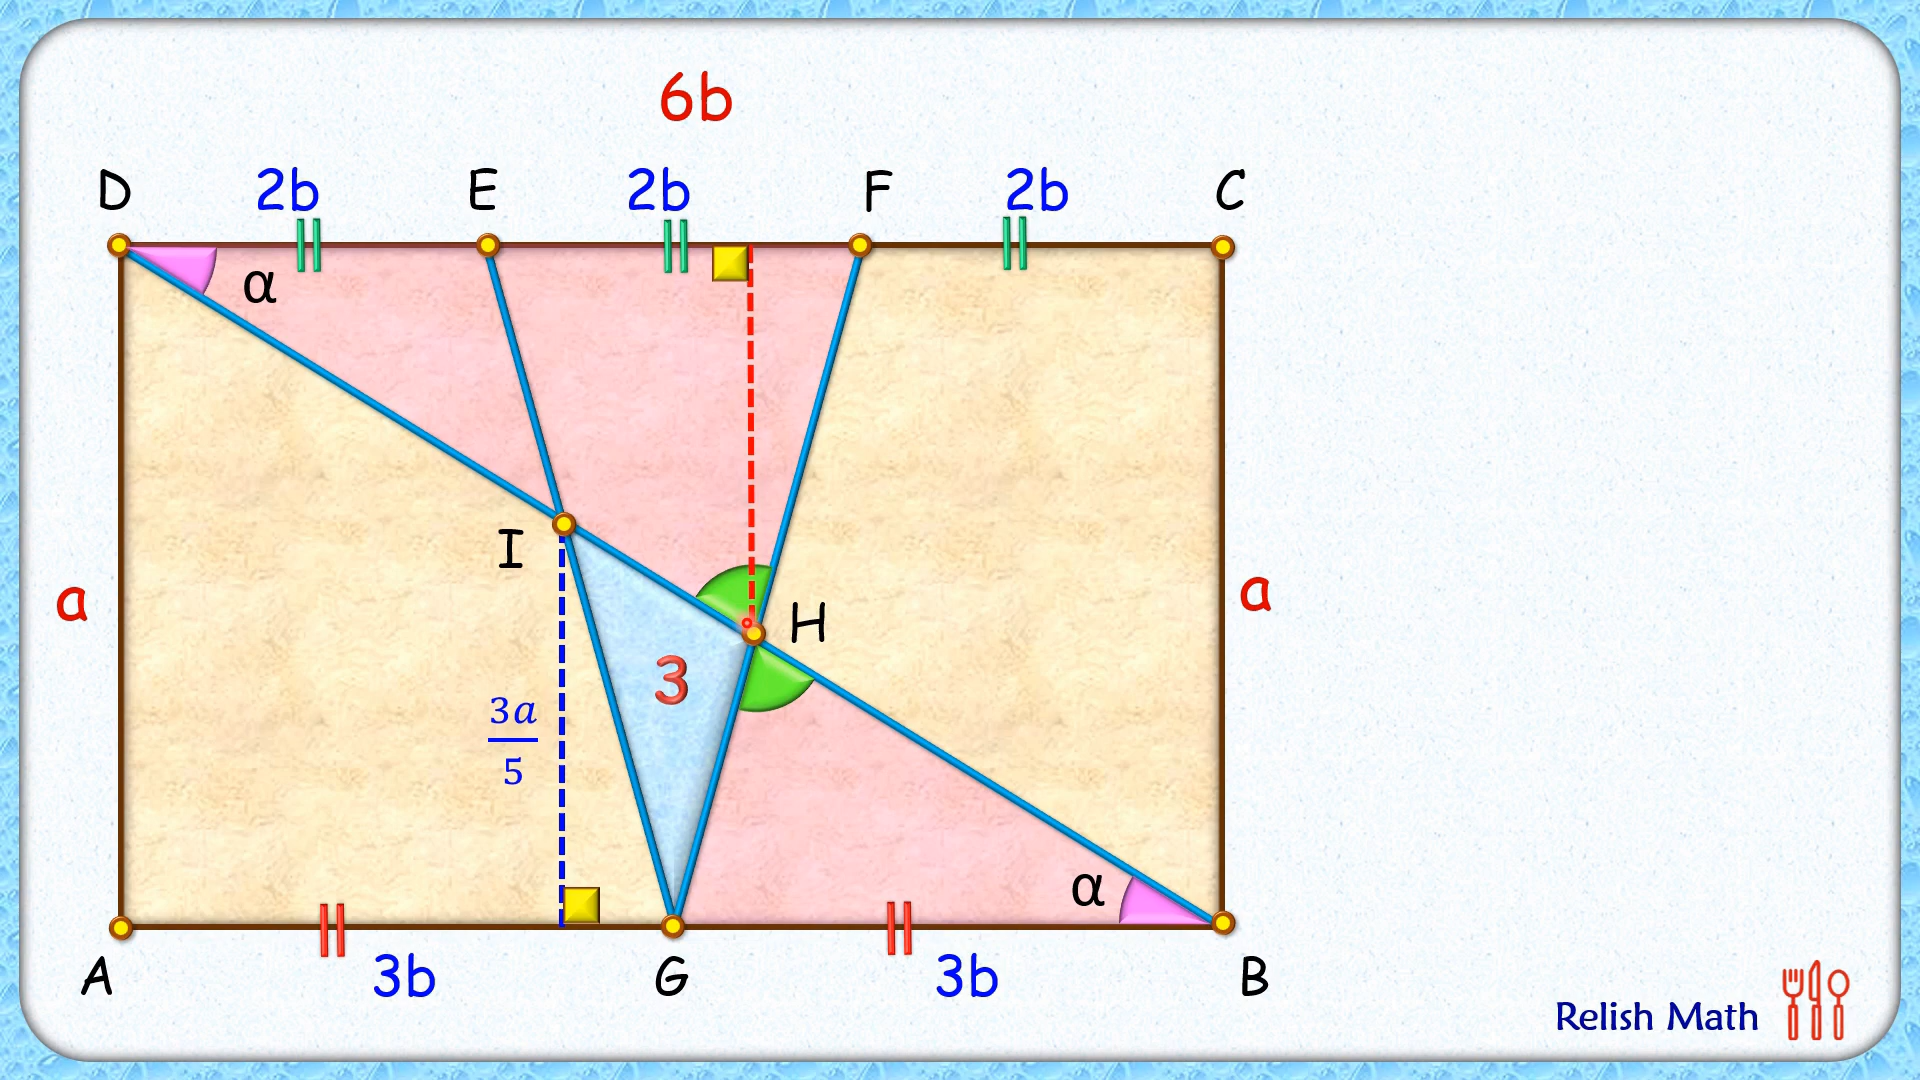 6b
D 2b E 2b F 2b C
α
I
H
3
a
3a
5
a
α
A 3b G 3b B
Relish Math